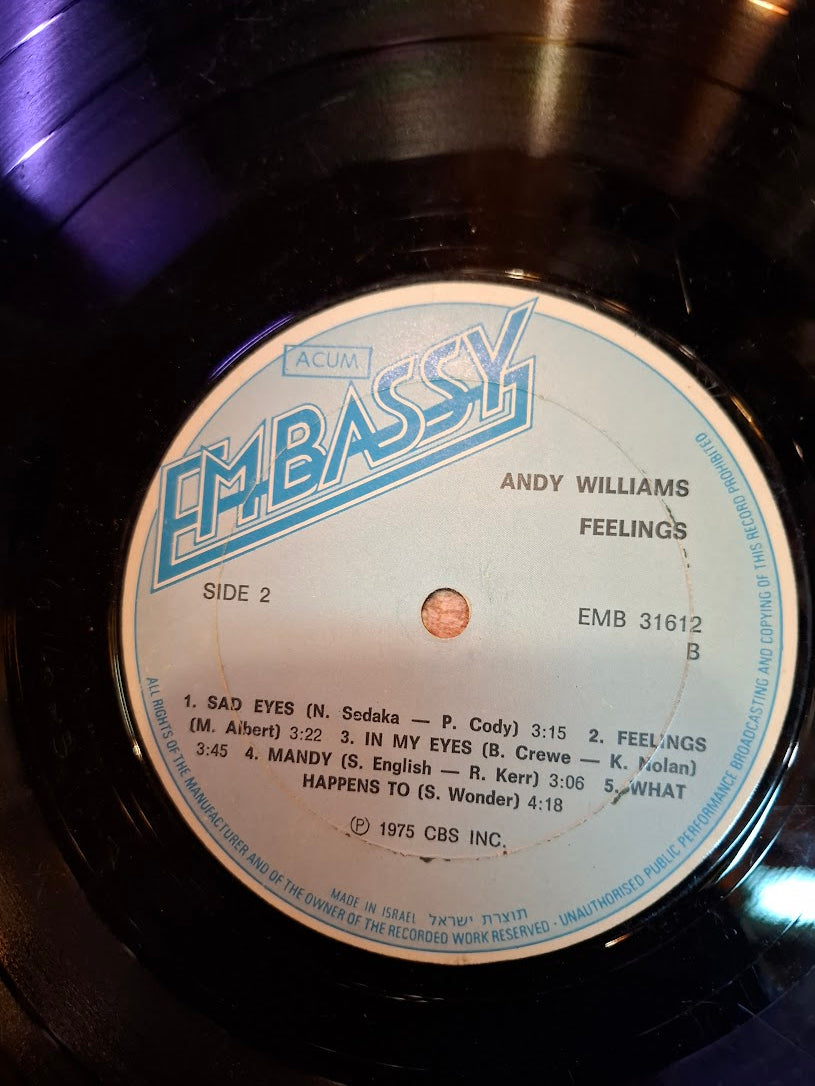 ACUM
EMBASSY
ANDY WILLIAMS
FEELINGS
SIDE 2
EMB 31612
B
1. SAD EYES (N. Sedaka — P. Cody) 3:15 2. FEELINGS
(M. Albert) 3:22 3. IN MY EYES (B. Crewe — K. Nolan)
3:45 4. MANDY (S. English — R. Kerr) 3:06 5. WHAT
HAPPENS TO (S. Wonder) 4:18
Ⓟ 1975 CBS INC.
MADE IN ISRAEL תוצרת ישראל
ALL RIGHTS OF THE MANUFACTURER AND OF THE OWNER OF THE RECORDED WORK RESERVED · UNAUTHORISED PUBLIC PERFORMANCE BROADCASTING AND COPYING OF THIS RECORD PROHIBITED